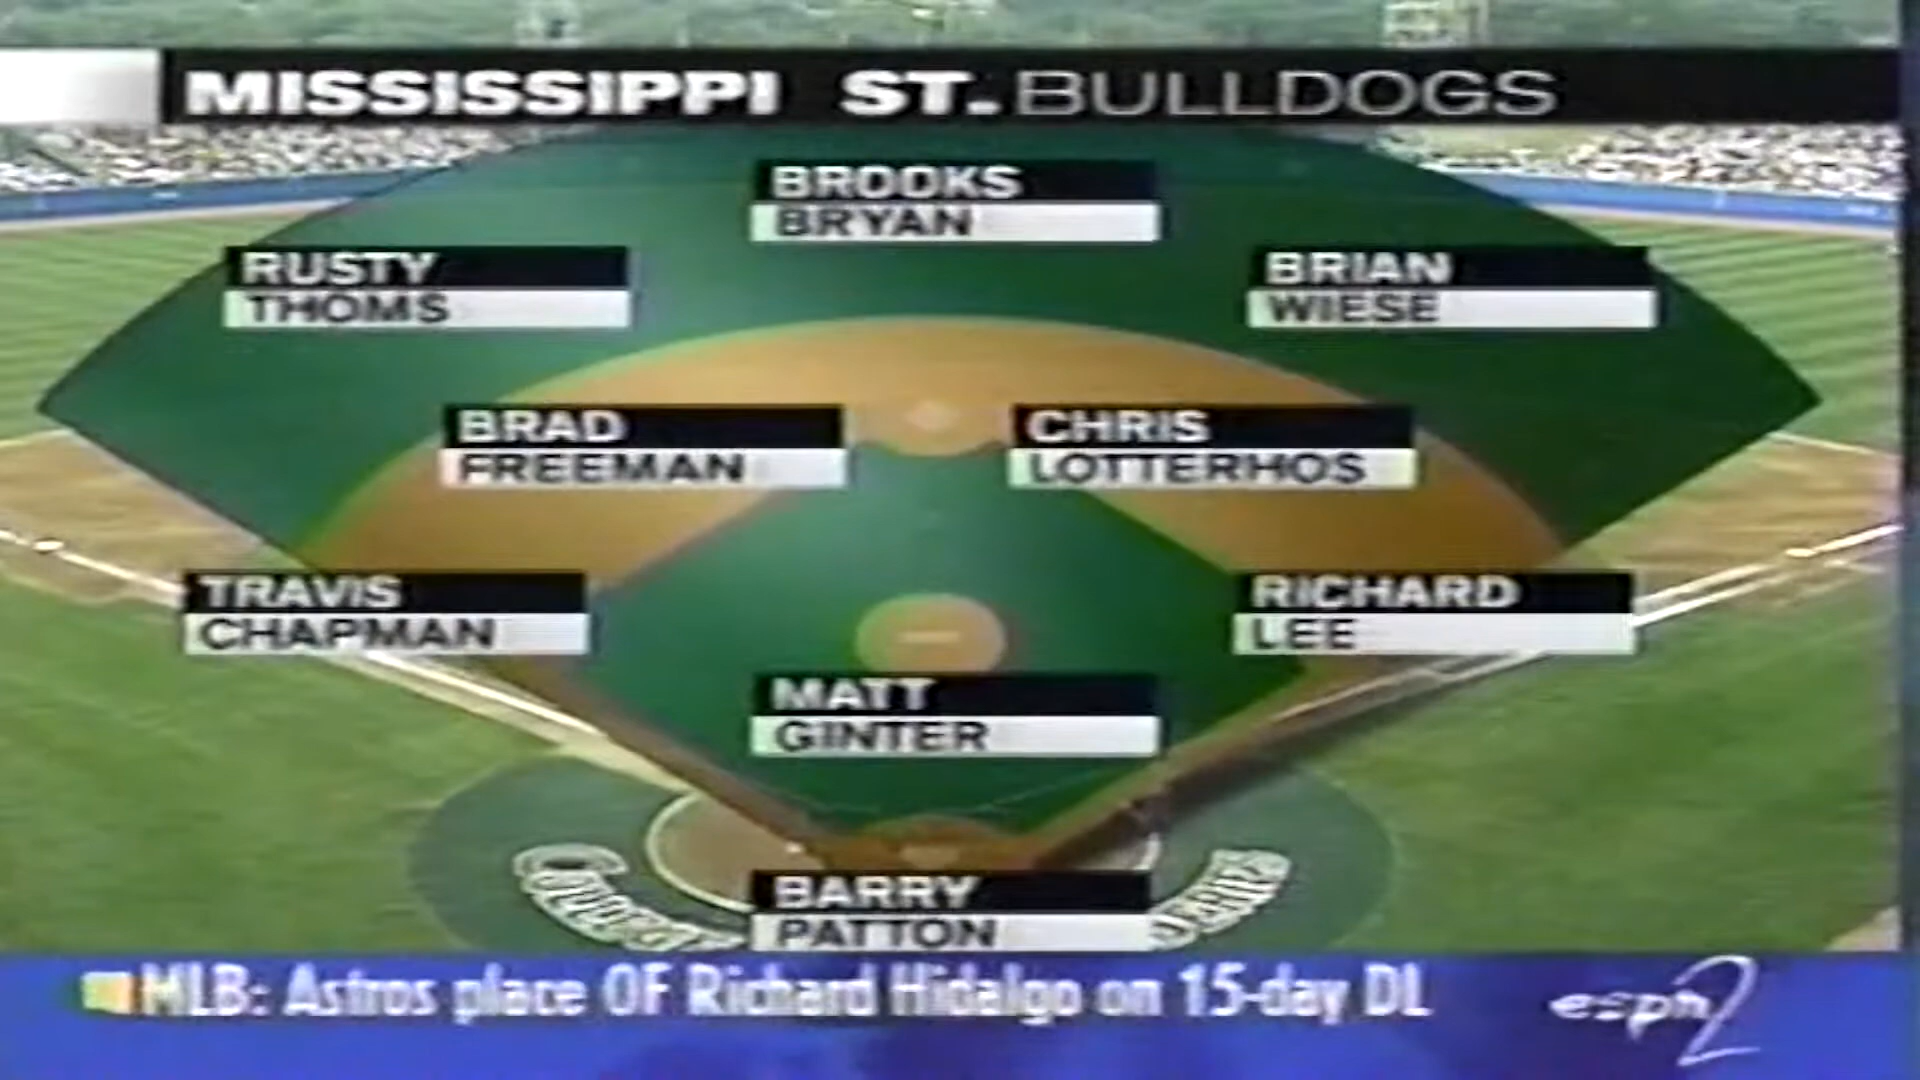 MISSISSIPPI ST. BULLDOGS
BROOKS
BRYAN
RUSTY
THOMS
BRIAN
WIESE
BRAD
FREEMAN
CHRIS
LOTTERHOS
TRAVIS
CHAPMAN
RICHARD
LEE
MATT
GINTER
BARRY
PATTON
MLB: Astros place OF Richard Hidalgo on 15-day DL
espn2